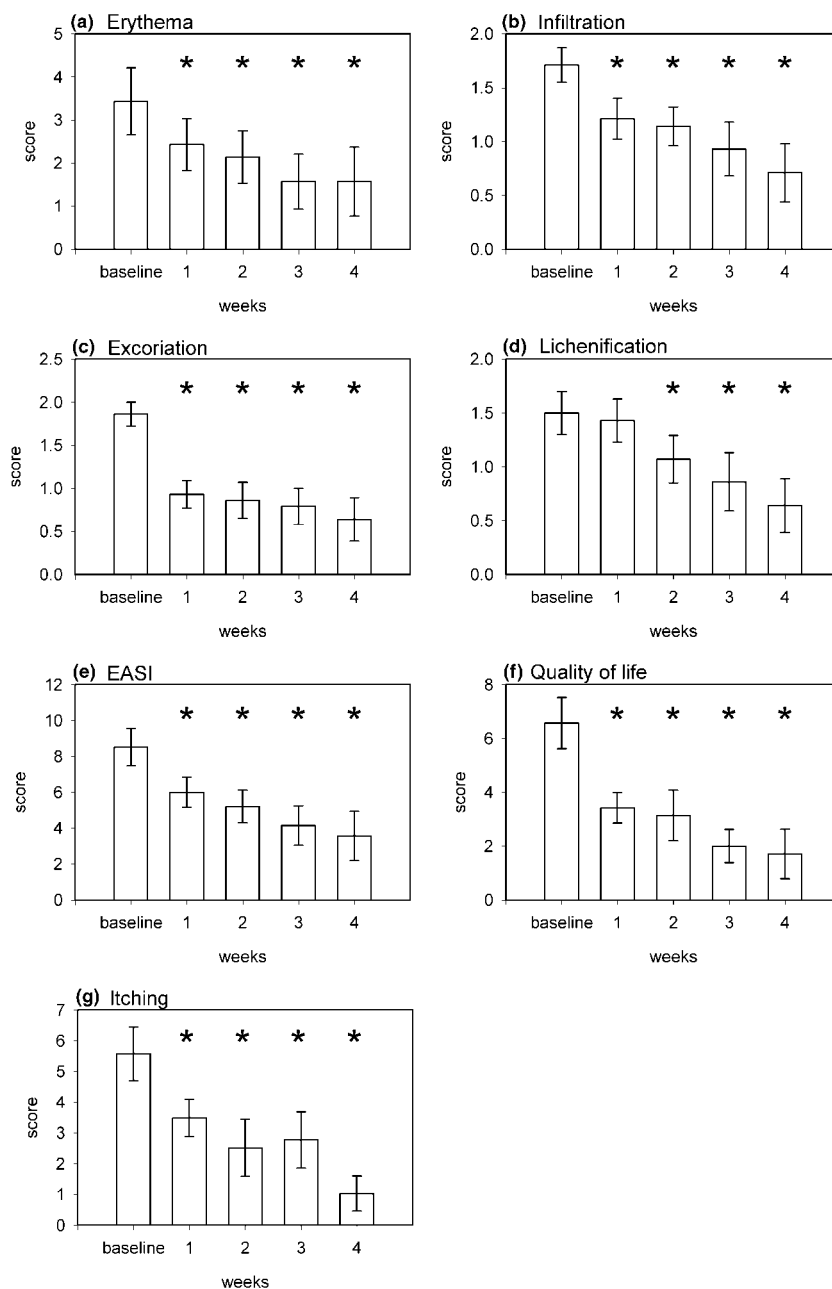 (a) Erythema
5
4
3
2
1
0
score
* * * *
baseline 1 2 3 4
weeks
(b) Infiltration
2.0
1.5
1.0
0.5
0.0
score
* * * *
baseline 1 2 3 4
weeks
(c) Excoriation
2.5
2.0
1.5
1.0
0.5
0.0
score
* * * *
baseline 1 2 3 4
weeks
(d) Lichenification
2.0
1.5
1.0
0.5
0.0
score
* * *
baseline 1 2 3 4
weeks
(e) EASI
12
10
8
6
4
2
0
score
* * * *
baseline 1 2 3 4
weeks
(f) Quality of life
8
6
4
2
0
score
* * * *
baseline 1 2 3 4
weeks
(g) Itching
7
6
5
4
3
2
1
0
score
* * * *
baseline 1 2 3 4
weeks